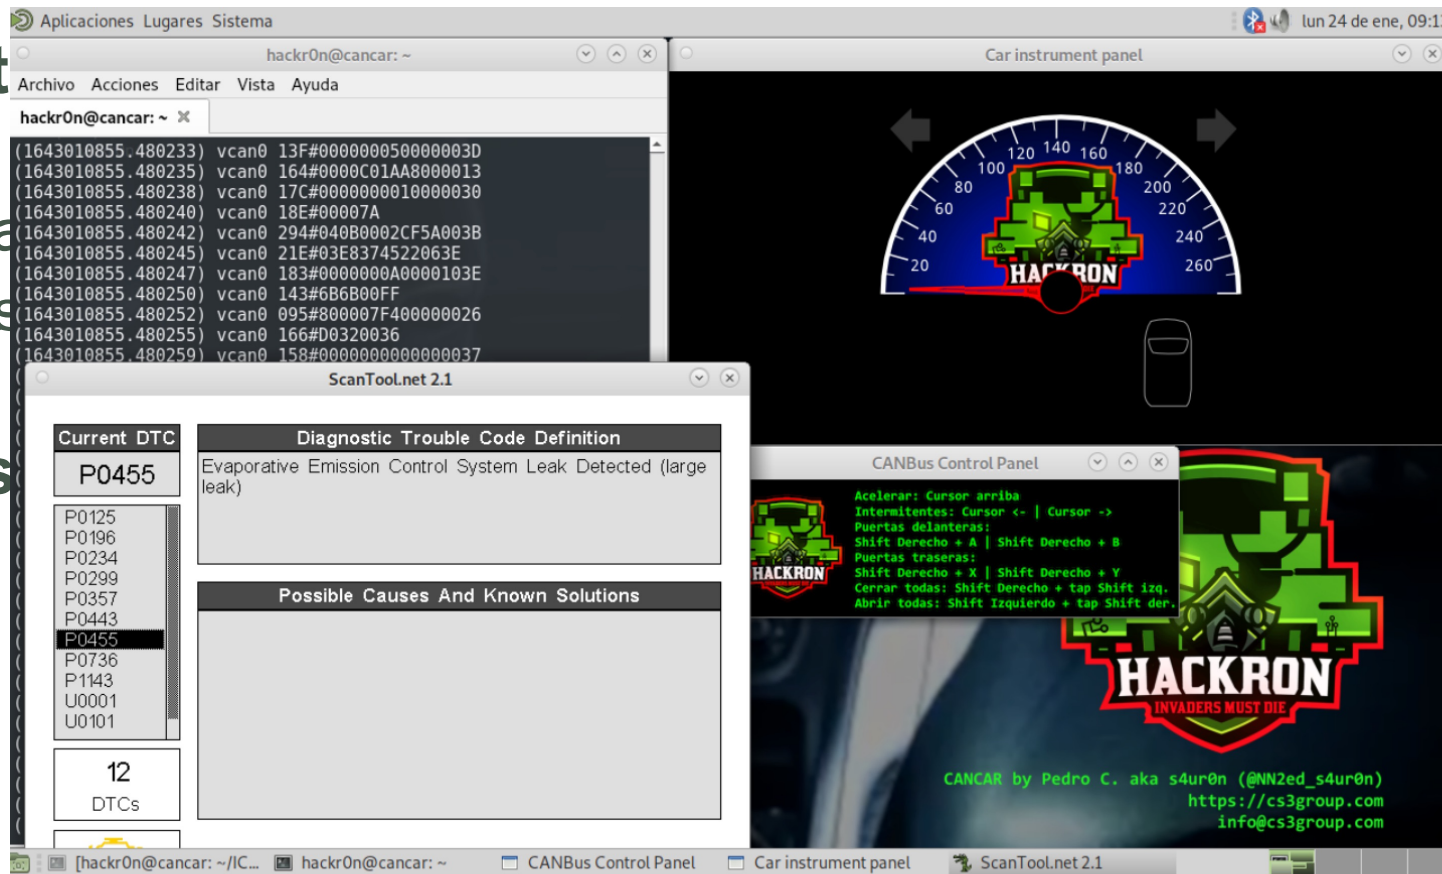 Aplicaciones Lugares Sistema
lun 24 de ene, 09:1
hackr0n@cancar: ~
Archivo Acciones Editar Vista Ayuda
hackr0n@cancar: ~
(1643010855.480233) vcan0 13F#000000050000003D
(1643010855.480235) vcan0 164#0000C01AA8000013
(1643010855.480238) vcan0 17C#0000000010000030
(1643010855.480240) vcan0 18E#00007A
(1643010855.480242) vcan0 294#040B0002CF5A003B
(1643010855.480245) vcan0 21E#03E8374522063E
(1643010855.480247) vcan0 183#0000000A0000103E
(1643010855.480250) vcan0 143#6B6B00FF
(1643010855.480252) vcan0 095#800007F400000026
(1643010855.480255) vcan0 166#D0320036
(1643010855.480259) vcan0 158#0000000000000037
Car instrument panel
20 40 60 80 100 120 140 160 180 200 220 240 260
HACKRON
ScanTool.net 2.1
Current DTC
P0455
P0125
P0196
P0234
P0299
P0357
P0443
P0455
P0736
P1143
U0001
U0101
12
DTCs
Diagnostic Trouble Code Definition
Evaporative Emission Control System Leak Detected (large
leak)
Possible Causes And Known Solutions
CANBus Control Panel
HACKRON
Acelerar: Cursor arriba
Intermitentes: Cursor <- | Cursor ->
Puertas delanteras:
Shift Derecho + A | Shift Derecho + B
Puertas traseras:
Shift Derecho + X | Shift Derecho + Y
Cerrar todas: Shift Derecho + tap Shift izq.
Abrir todas: Shift Izquierdo + tap Shift der.
HACKRON
INVADERS MUST DIE
CANCAR by Pedro C. aka s4ur0n (@NN2ed_s4ur0n)
https://cs3group.com
info@cs3group.com
[hackr0n@cancar: ~/IC...
hackr0n@cancar: ~
CANBus Control Panel
Car instrument panel
ScanTool.net 2.1